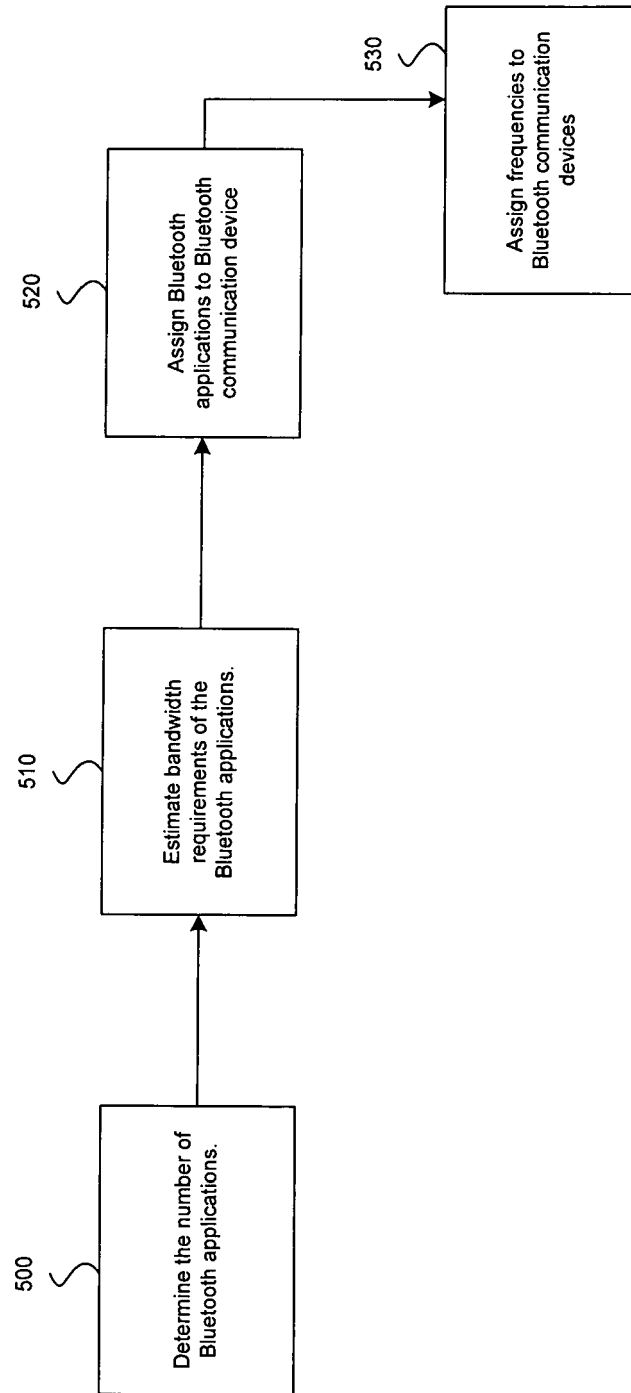 500
Determine the number of
Bluetooth applications.
510
Estimate bandwidth
requirements of the
Bluetooth applications.
520
Assign Bluetooth
applications to Bluetooth
communication device
530
Assign frequencies to
Bluetooth communication
devices